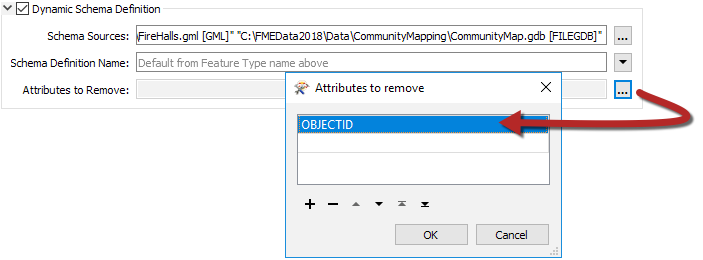 Dynamic Schema Definition
Schema Sources: \FireHalls.gml [GML]" "C:\FMEData2018\Data\CommunityMapping\CommunityMap.gdb [FILEGDB]" ...
Schema Definition Name: Default from Feature Type name above
Attributes to Remove: ...
Attributes to remove
OBJECTID
OK Cancel